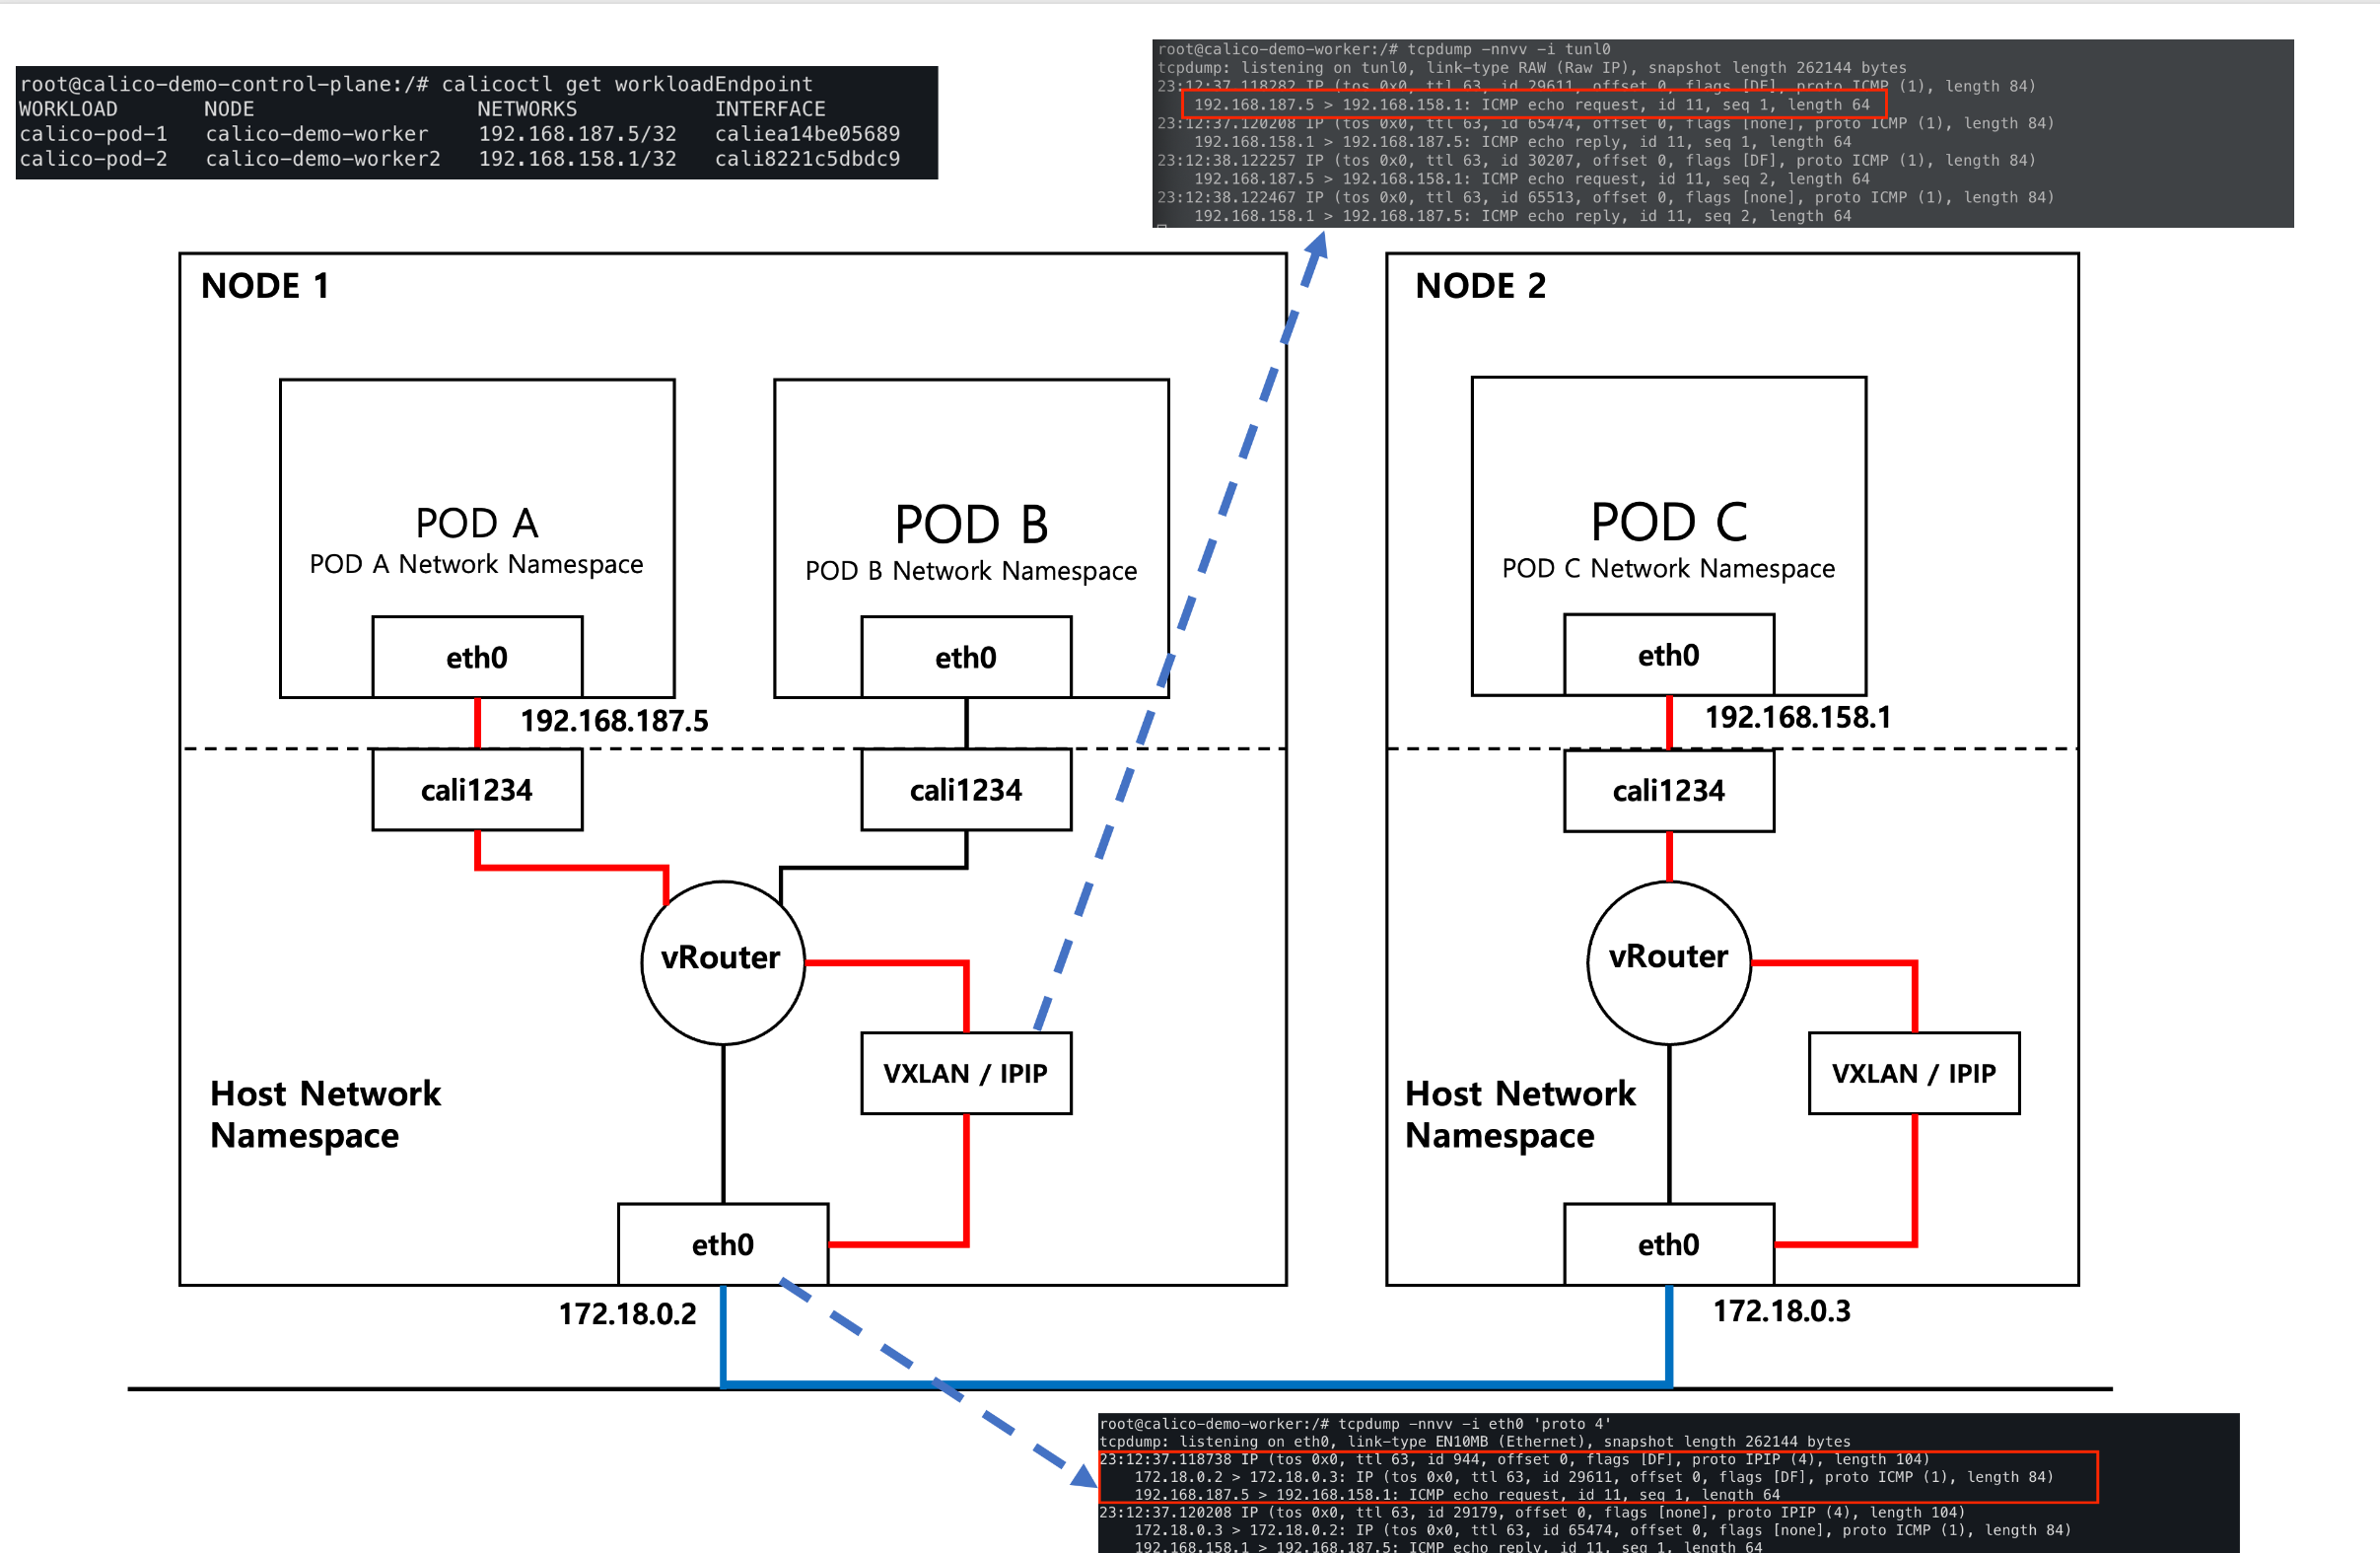 root@calico-demo-control-plane:/# calicoctl get workloadEndpoint
WORKLOAD NODE NETWORKS INTERFACE
calico-pod-1 calico-demo-worker 192.168.187.5/32 caliea14be05689
calico-pod-2 calico-demo-worker2 192.168.158.1/32 cali8221c5dbdc9
root@calico-demo-worker:/# tcpdump -nnvv -i tunl0
tcpdump: listening on tunl0, link-type RAW (Raw IP), snapshot length 262144 bytes
23:12:37.118282 IP (tos 0x0, ttl 63, id 29611, offset 0, flags [DF], proto ICMP (1), length 84)
192.168.187.5 > 192.168.158.1: ICMP echo request, id 11, seq 1, length 64
23:12:37.120208 IP (tos 0x0, ttl 63, id 65474, offset 0, flags [none], proto ICMP (1), length 84)
192.168.158.1 > 192.168.187.5: ICMP echo reply, id 11, seq 1, length 64
23:12:38.122257 IP (tos 0x0, ttl 63, id 30207, offset 0, flags [DF], proto ICMP (1), length 84)
192.168.187.5 > 192.168.158.1: ICMP echo request, id 11, seq 2, length 64
23:12:38.122467 IP (tos 0x0, ttl 63, id 65513, offset 0, flags [none], proto ICMP (1), length 84)
192.168.158.1 > 192.168.187.5: ICMP echo reply, id 11, seq 2, length 64
NODE 1
POD A
POD A Network Namespace
eth0
192.168.187.5
cali1234
POD B
POD B Network Namespace
eth0
cali1234
vRouter
VXLAN / IPIP
Host Network
Namespace
eth0
172.18.0.2
NODE 2
POD C
POD C Network Namespace
eth0
192.168.158.1
cali1234
vRouter
VXLAN / IPIP
Host Network
Namespace
eth0
172.18.0.3
root@calico-demo-worker:/# tcpdump -nnvv -i eth0 'proto 4'
tcpdump: listening on eth0, link-type EN10MB (Ethernet), snapshot length 262144 bytes
23:12:37.118738 IP (tos 0x0, ttl 63, id 944, offset 0, flags [DF], proto IPIP (4), length 104)
172.18.0.2 > 172.18.0.3: IP (tos 0x0, ttl 63, id 29611, offset 0, flags [DF], proto ICMP (1), length 84)
192.168.187.5 > 192.168.158.1: ICMP echo request, id 11, seq 1, length 64
23:12:37.120208 IP (tos 0x0, ttl 63, id 29179, offset 0, flags [none], proto IPIP (4), length 104)
172.18.0.3 > 172.18.0.2: IP (tos 0x0, ttl 63, id 65474, offset 0, flags [none], proto ICMP (1), length 84)
192.168.158.1 > 192.168.187.5: ICMP echo reply, id 11, seq 1, length 64